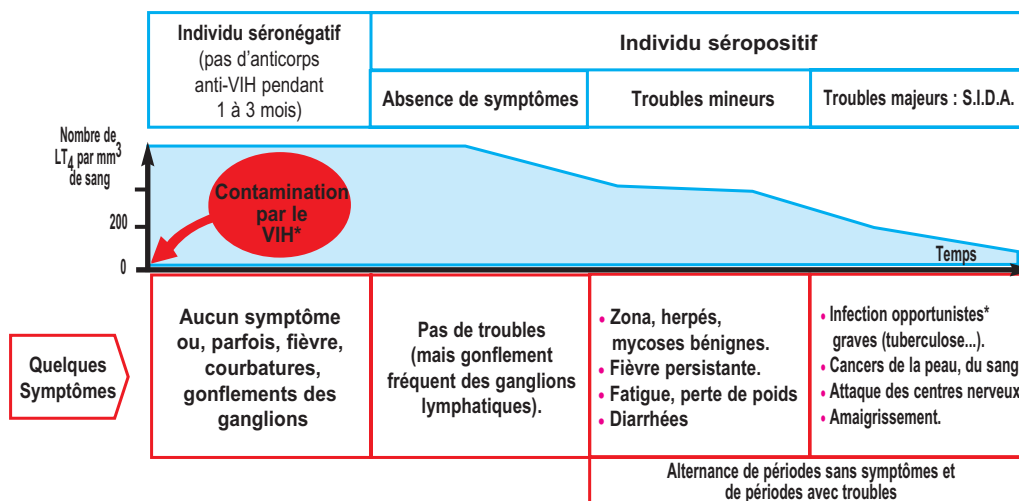 Individu séronégatif
(pas d'anticorps
anti-VIH pendant
1 à 3 mois)
Individu séropositif
Absence de symptômes
Troubles mineurs
Troubles majeurs : S.I.D.A.
Nombre de
LT4 par mm3
de sang
200
0
Contamination
par le
VIH*
Temps
Quelques
Symptômes
Aucun symptôme
ou, parfois, fièvre,
courbatures,
gonflements des
ganglions
Pas de troubles
(mais gonflement
fréquent des ganglions
lymphatiques).
• Zona, herpés,
mycoses bénignes.
• Fièvre persistante.
• Fatigue, perte de poids
• Diarrhées
• Infection opportunistes*
graves (tuberculose...).
• Cancers de la peau, du sang
• Attaque des centres nerveux
• Amaigrissement.
Alternance de périodes sans symptômes et
de périodes avec troubles